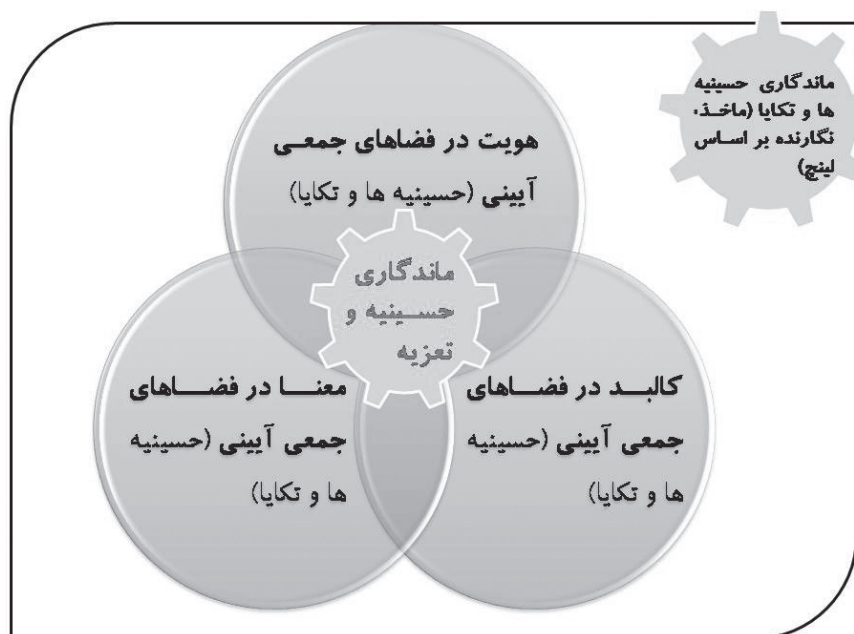 ماندگاری حسینیه
ها و تکایا (ماخذ:
نگارنده بر اساس
لینچ)
هویت در فضاهای جمعی
آیینی (حسینیه ها و تکایا)
ماندگاری
حسینیه و
تعزیه
کالبد در فضاهای
جمعی آیینی (حسینیه
ها و تکایا)
معنا در فضاهای
جمعی آیینی (حسینیه
ها و تکایا)